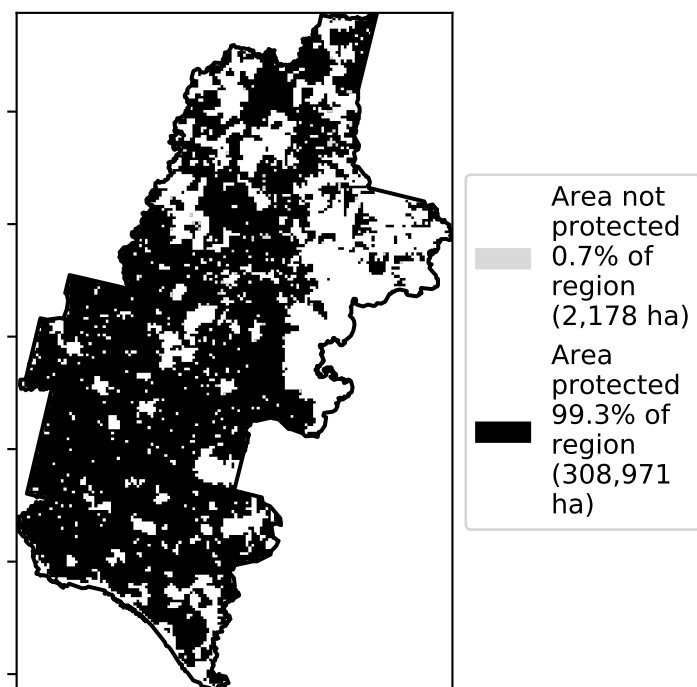 Area not
protected
0.7% of
region
(2,178 ha)
Area
protected
99.3% of
region
(308,971
ha)